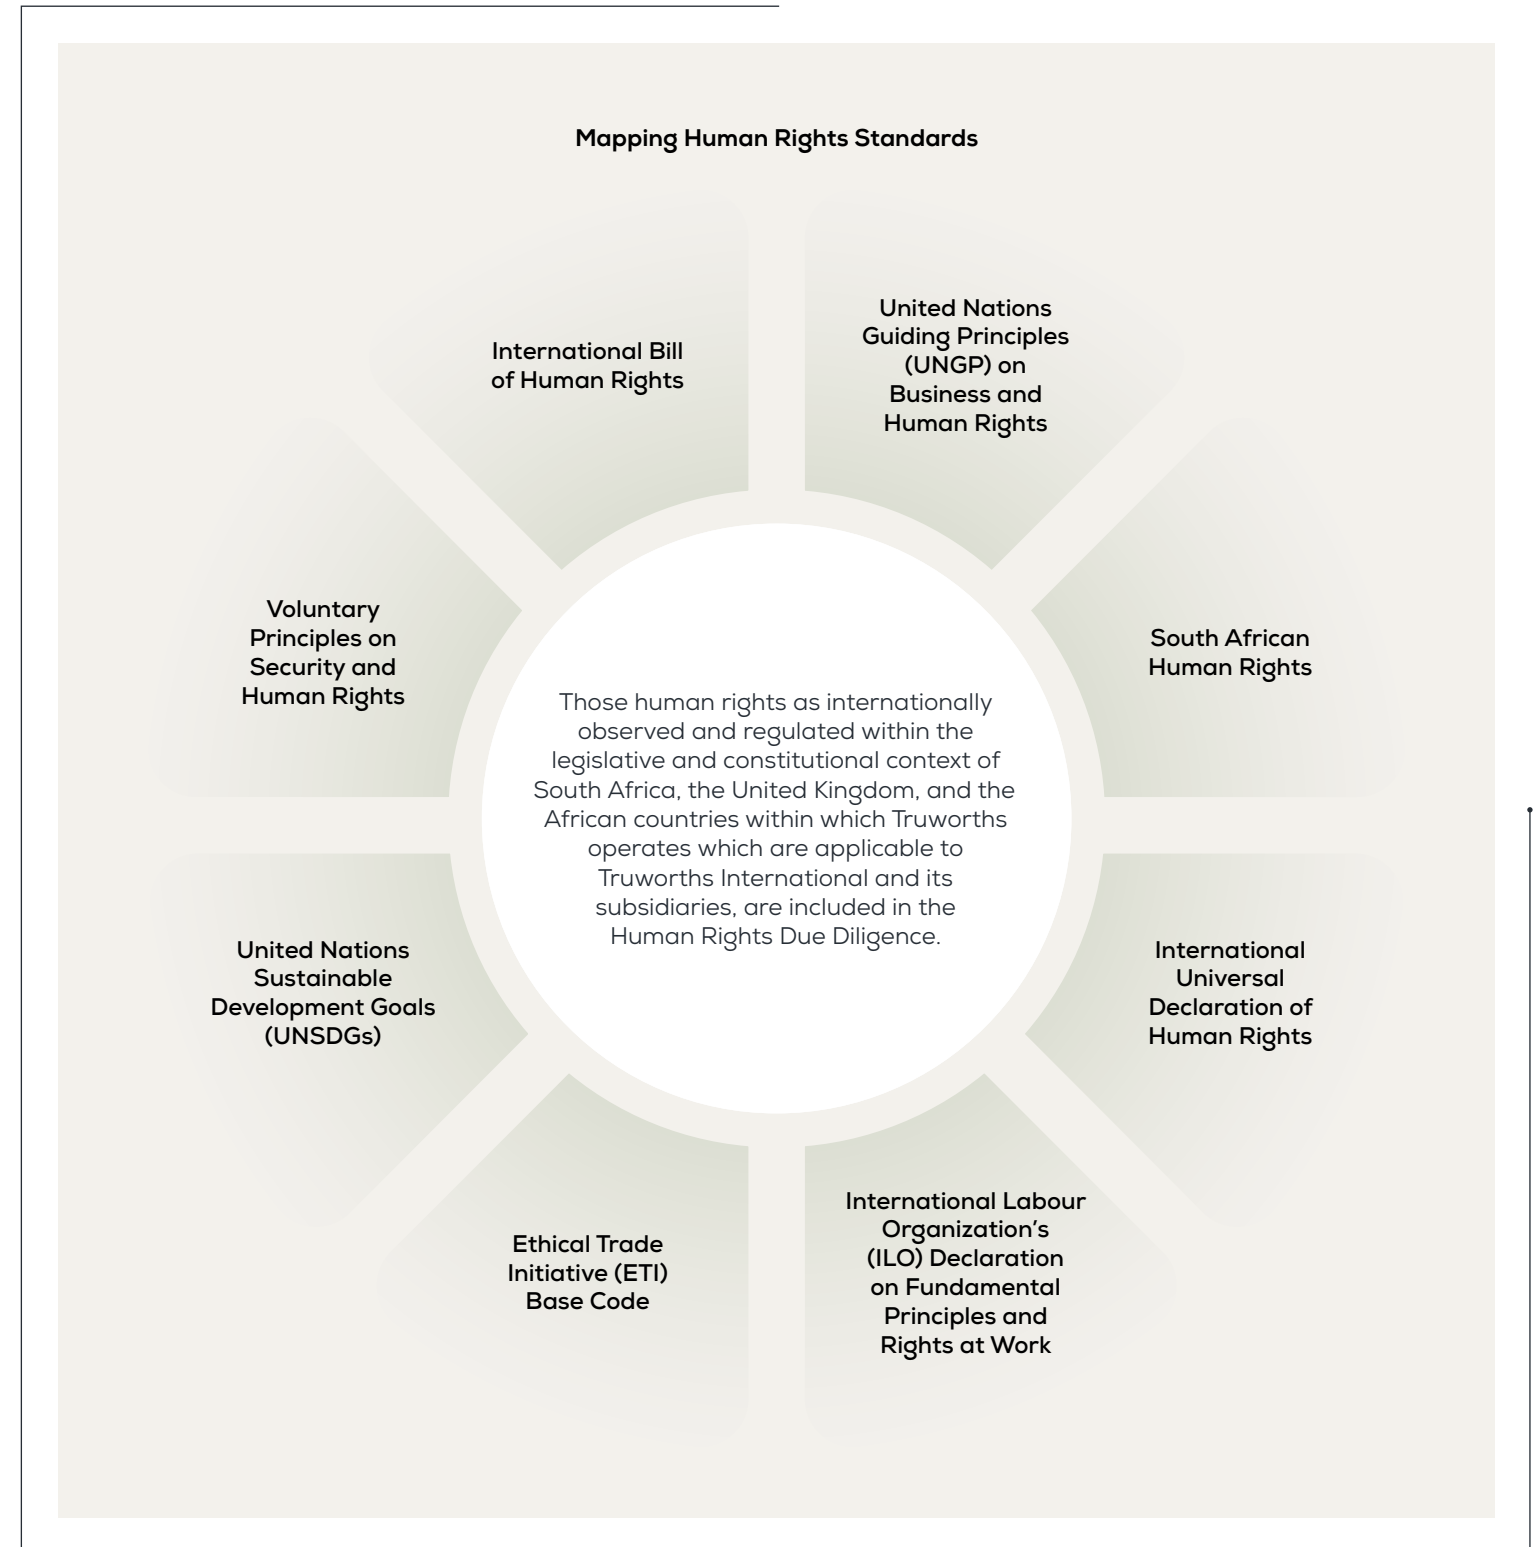 Mapping Human Rights Standards
International Bill
of Human Rights
United Nations
Guiding Principles
(UNGP) on
Business and
Human Rights
Voluntary
Principles on
Security and
Human Rights
South African
Human Rights
Those human rights as internationally
observed and regulated within the
legislative and constitutional context of
South Africa, the United Kingdom, and the
African countries within which Truworths
operates which are applicable to
Truworths International and its
subsidiaries, are included in the
Human Rights Due Diligence.
United Nations
Sustainable
Development Goals
(UNSDGs)
International
Universal
Declaration of
Human Rights
Ethical Trade
Initiative (ETI)
Base Code
International Labour
Organization’s
(ILO) Declaration
on Fundamental
Principles and
Rights at Work